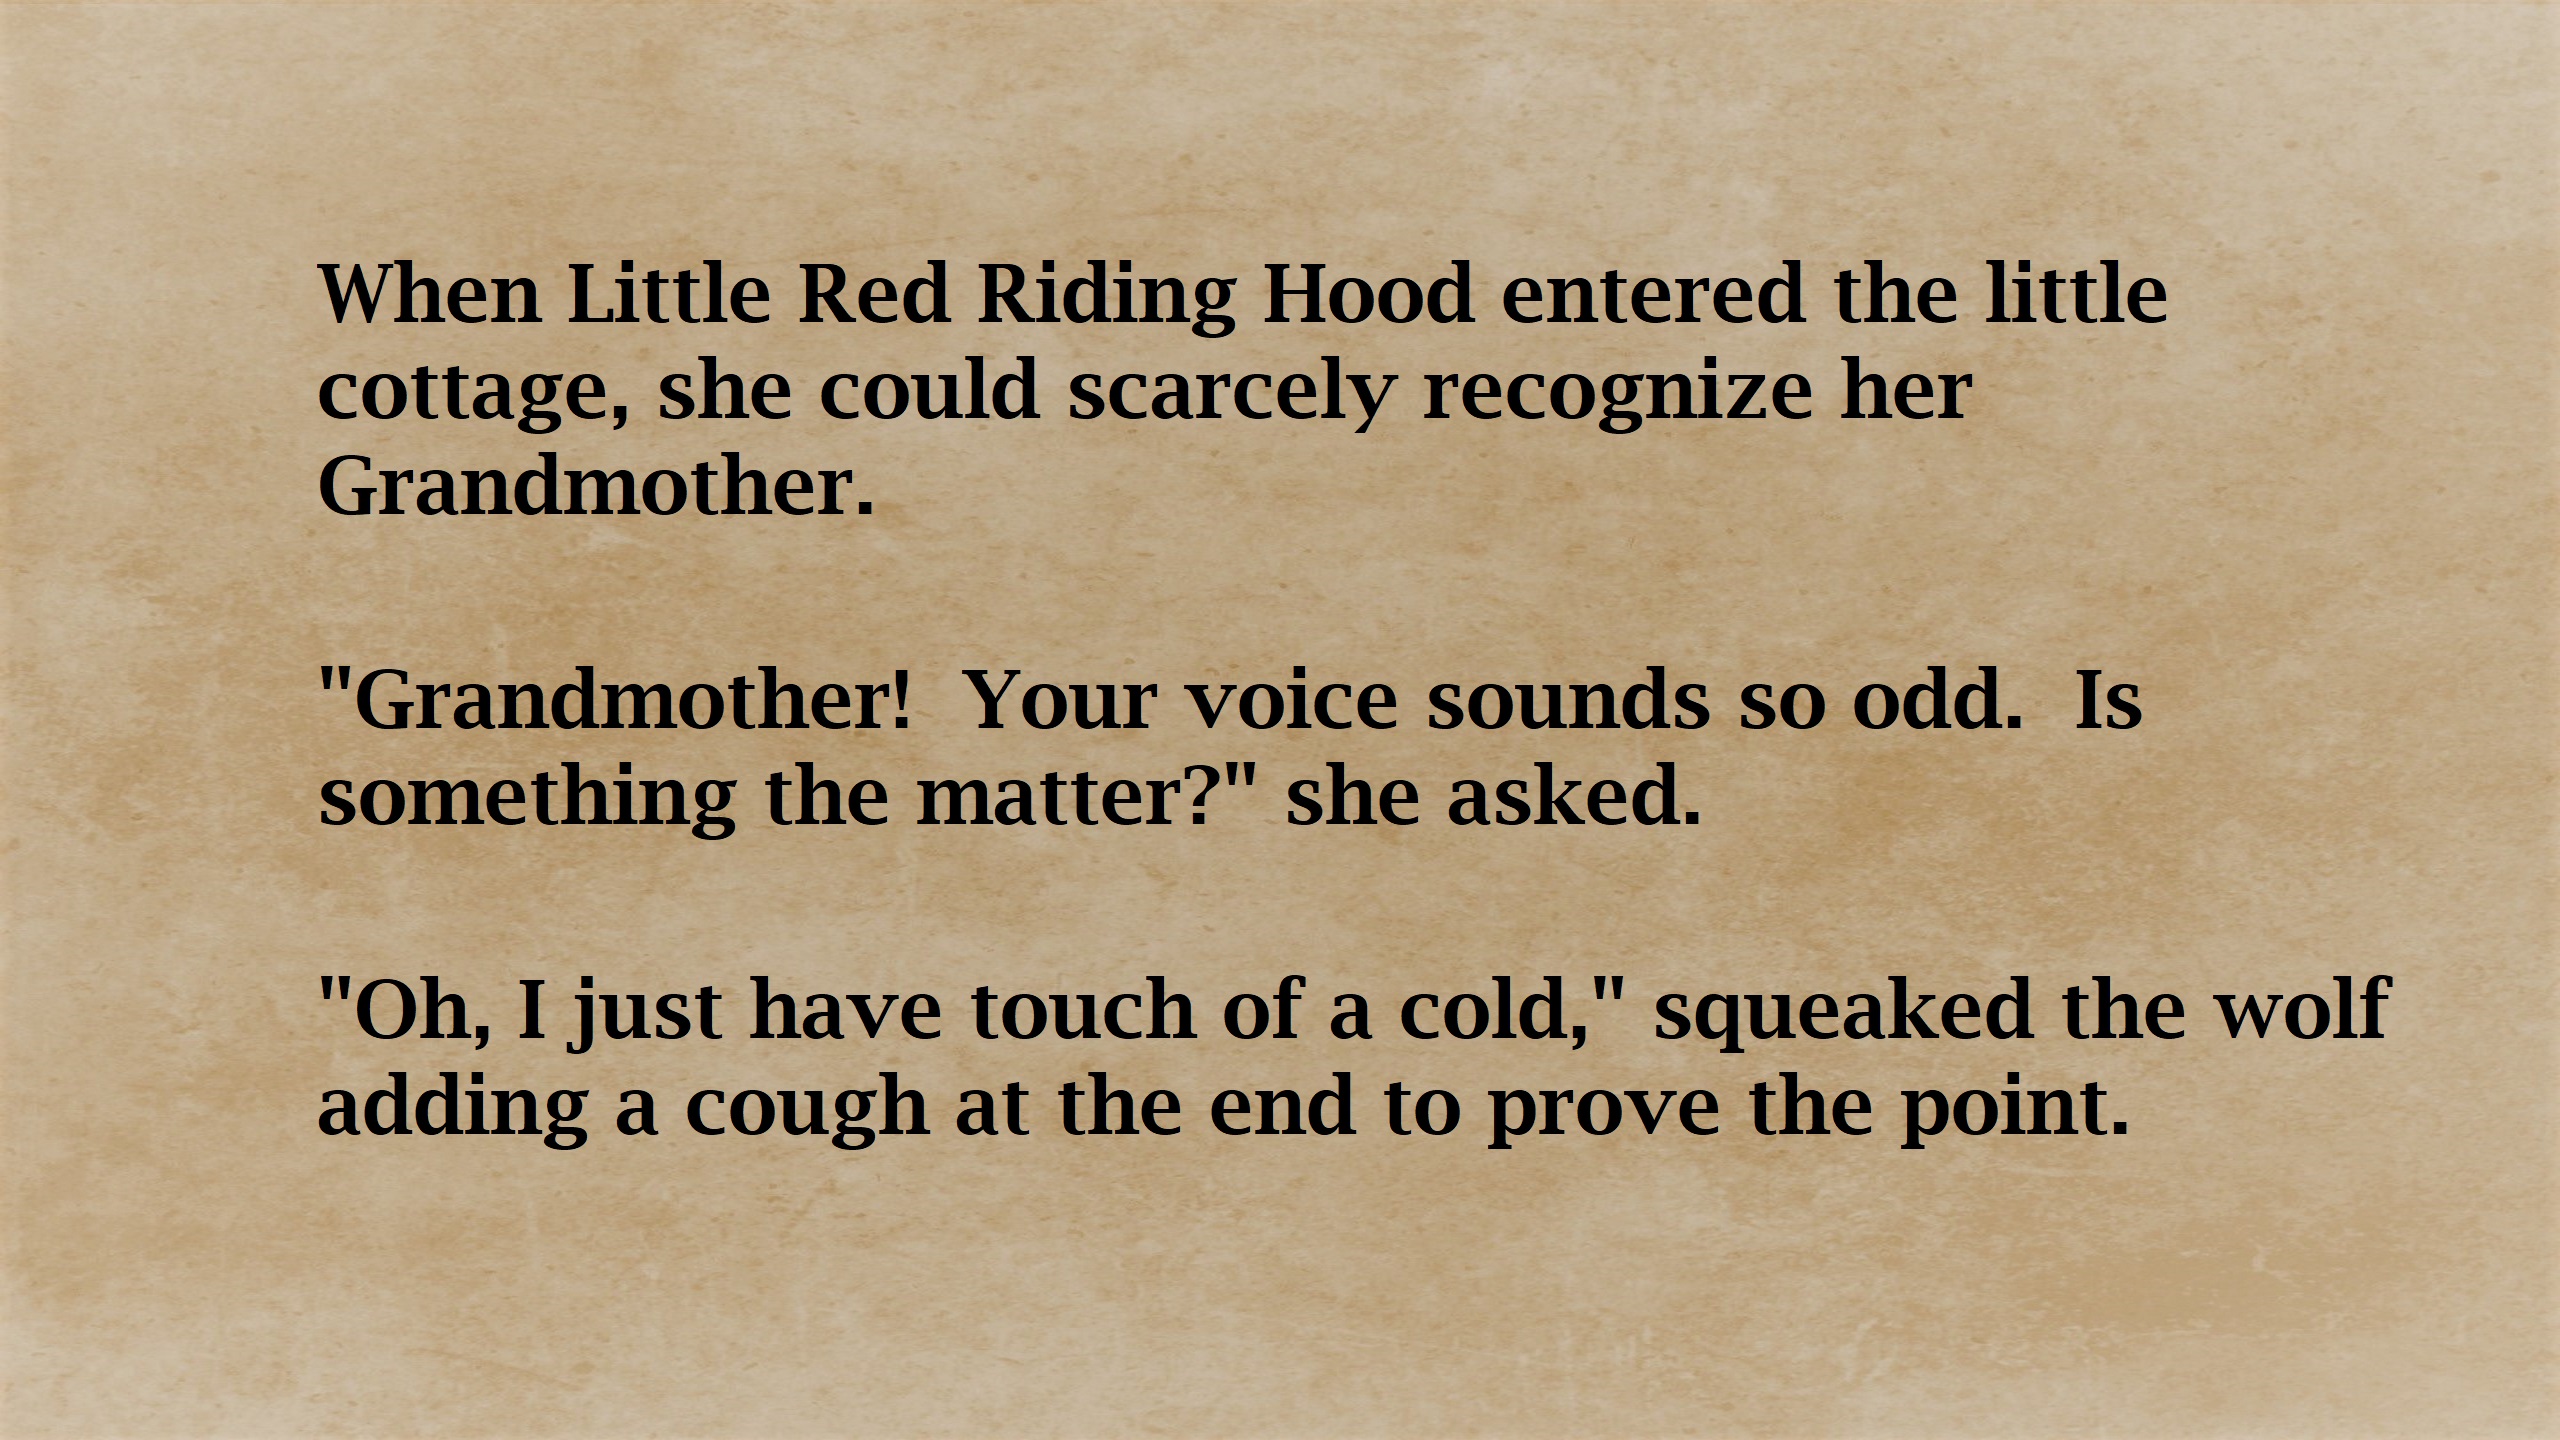 When Little Red Riding Hood entered the little
cottage, she could scarcely recognize her
Grandmother.
"Grandmother!  Your voice sounds so odd.  Is
something the matter?" she asked.
"Oh, I just have touch of a cold," squeaked the wolf
adding a cough at the end to prove the point.